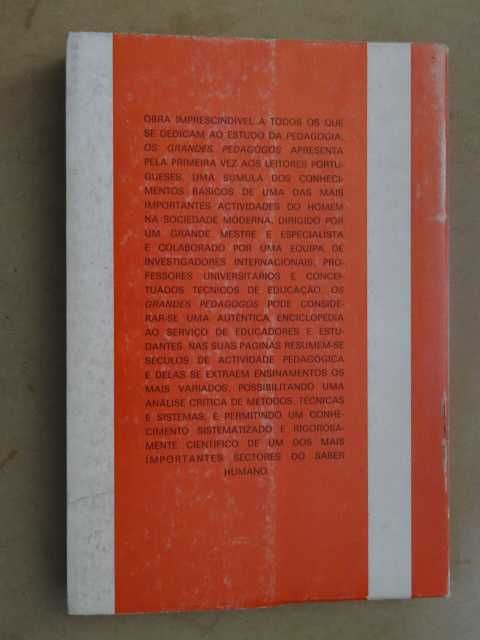 OBRA IMPRESCINDÍVEL A TODOS OS QUE
SE DEDICAM AO ESTUDO DA PEDAGOGIA,
OS GRANDES PEDAGOGOS APRESENTA
PELA PRIMEIRA VEZ AOS LEITORES PORTU-
GUESES, UMA SÚMULA DOS CONHECI-
MENTOS BÁSICOS DE UMA DAS MAIS
IMPORTANTES ACTIVIDADES DO HOMEM
NA SOCIEDADE MODERNA. DIRIGIDO POR
UM GRANDE MESTRE E ESPECIALISTA
E COLABORADO POR UMA EQUIPA DE
INVESTIGADORES INTERNACIONAIS, PRO-
FESSORES UNIVERSITÁRIOS E CONCEI-
TUADOS TÉCNICOS DE EDUCAÇÃO, OS
GRANDES PEDAGOGOS PODE CONSIDE-
RAR-SE UMA AUTÊNTICA ENCICLOPÉDIA
AO SERVIÇO DE EDUCADORES E ESTU-
DANTES. NAS SUAS PÁGINAS RESUMEM-SE
SÉCULOS DE ACTIVIDADE PEDAGÓGICA
E DELAS SE EXTRAEM ENSINAMENTOS OS
MAIS VARIADOS, POSSIBILITANDO UMA
ANÁLISE CRÍTICA DE MÉTODOS, TÉCNICAS
E SISTEMAS, E PERMITINDO UM CONHE-
CIMENTO SISTEMATIZADO E RIGOROSA-
MENTE CIENTÍFICO DE UM DOS MAIS
IMPORTANTES SECTORES DO SABER
HUMANO.